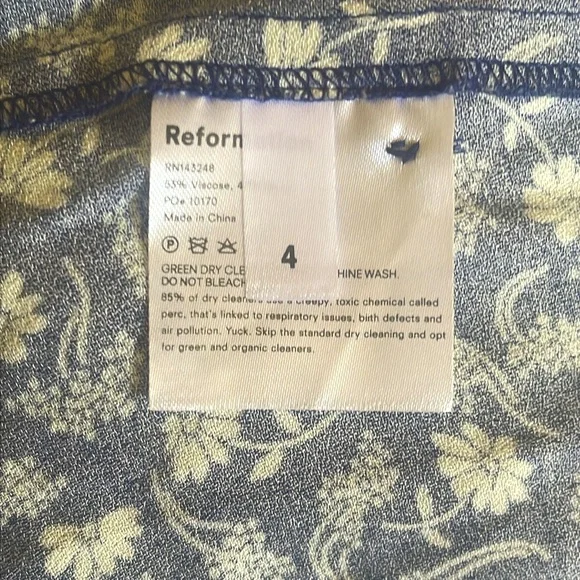 Reforn
RN143248
53% Viscose, 4
PO# 10170
Made in China
P
4
GREEN DRY CLE HINE WASH.
DO NOT BLEACH
85% of dry cleaners use a creepy, toxic chemical called
perc, that's linked to respiratory issues, birth defects and
air pollution. Yuck. Skip the standard dry cleaning and opt
for green and organic cleaners.